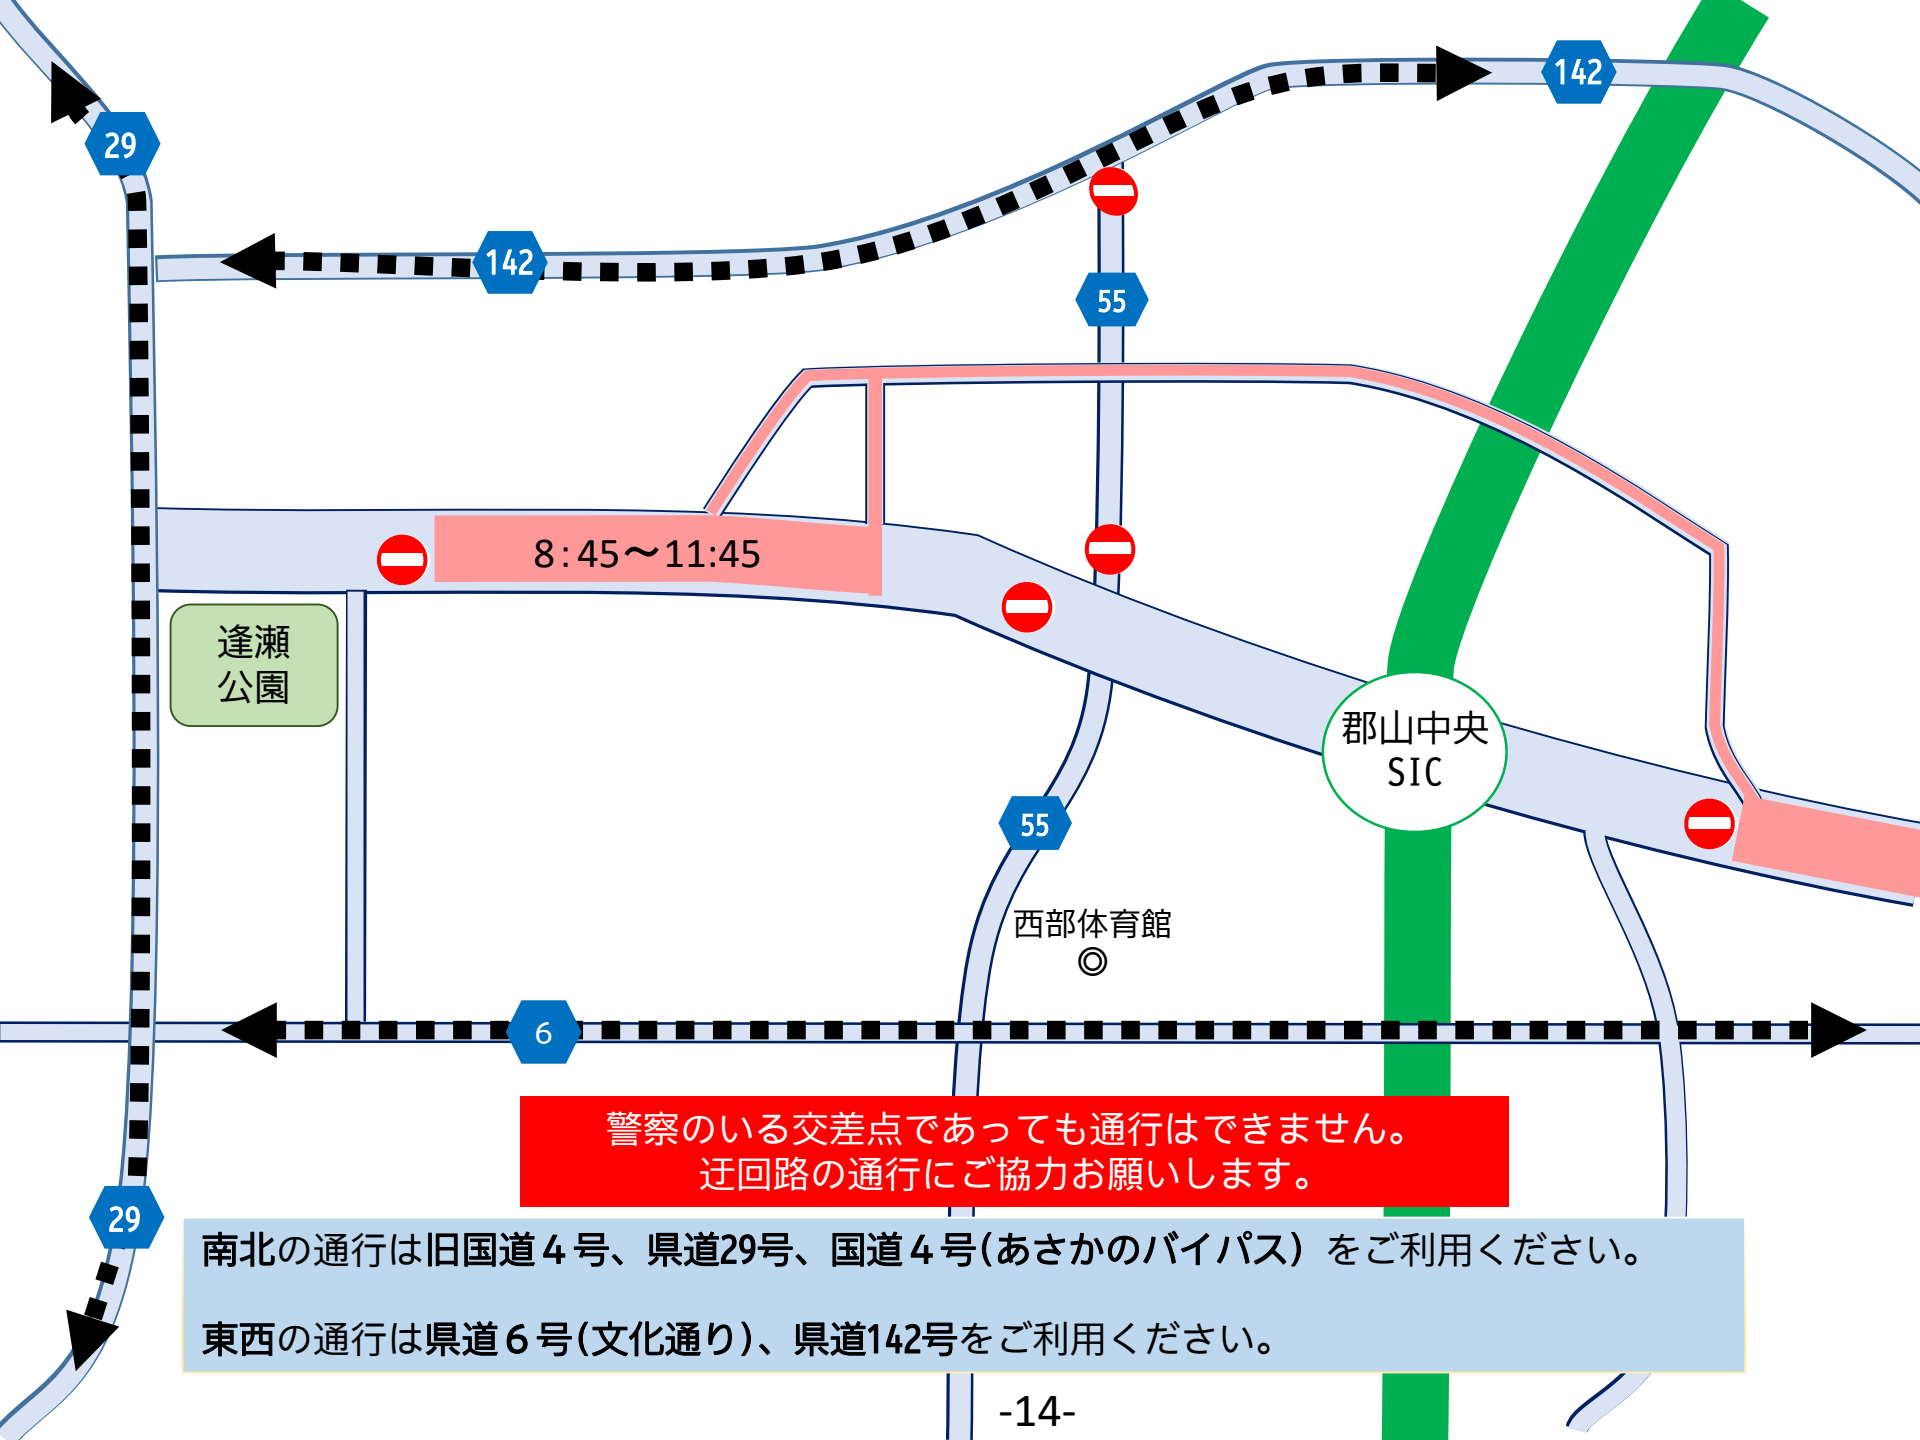 142
29
142
55
8:45～11:45
逢瀬
公園
郡山中央
SIC
55
西部体育館
6
警察のいる交差点であっても通行はできません。
迂回路の通行にご協力お願いします。
29
南北の通行は旧国道４号、県道29号、国道４号(あさかのバイパス）をご利用ください。
東西の通行は県道６号(文化通り)、県道142号をご利用ください。
-14-